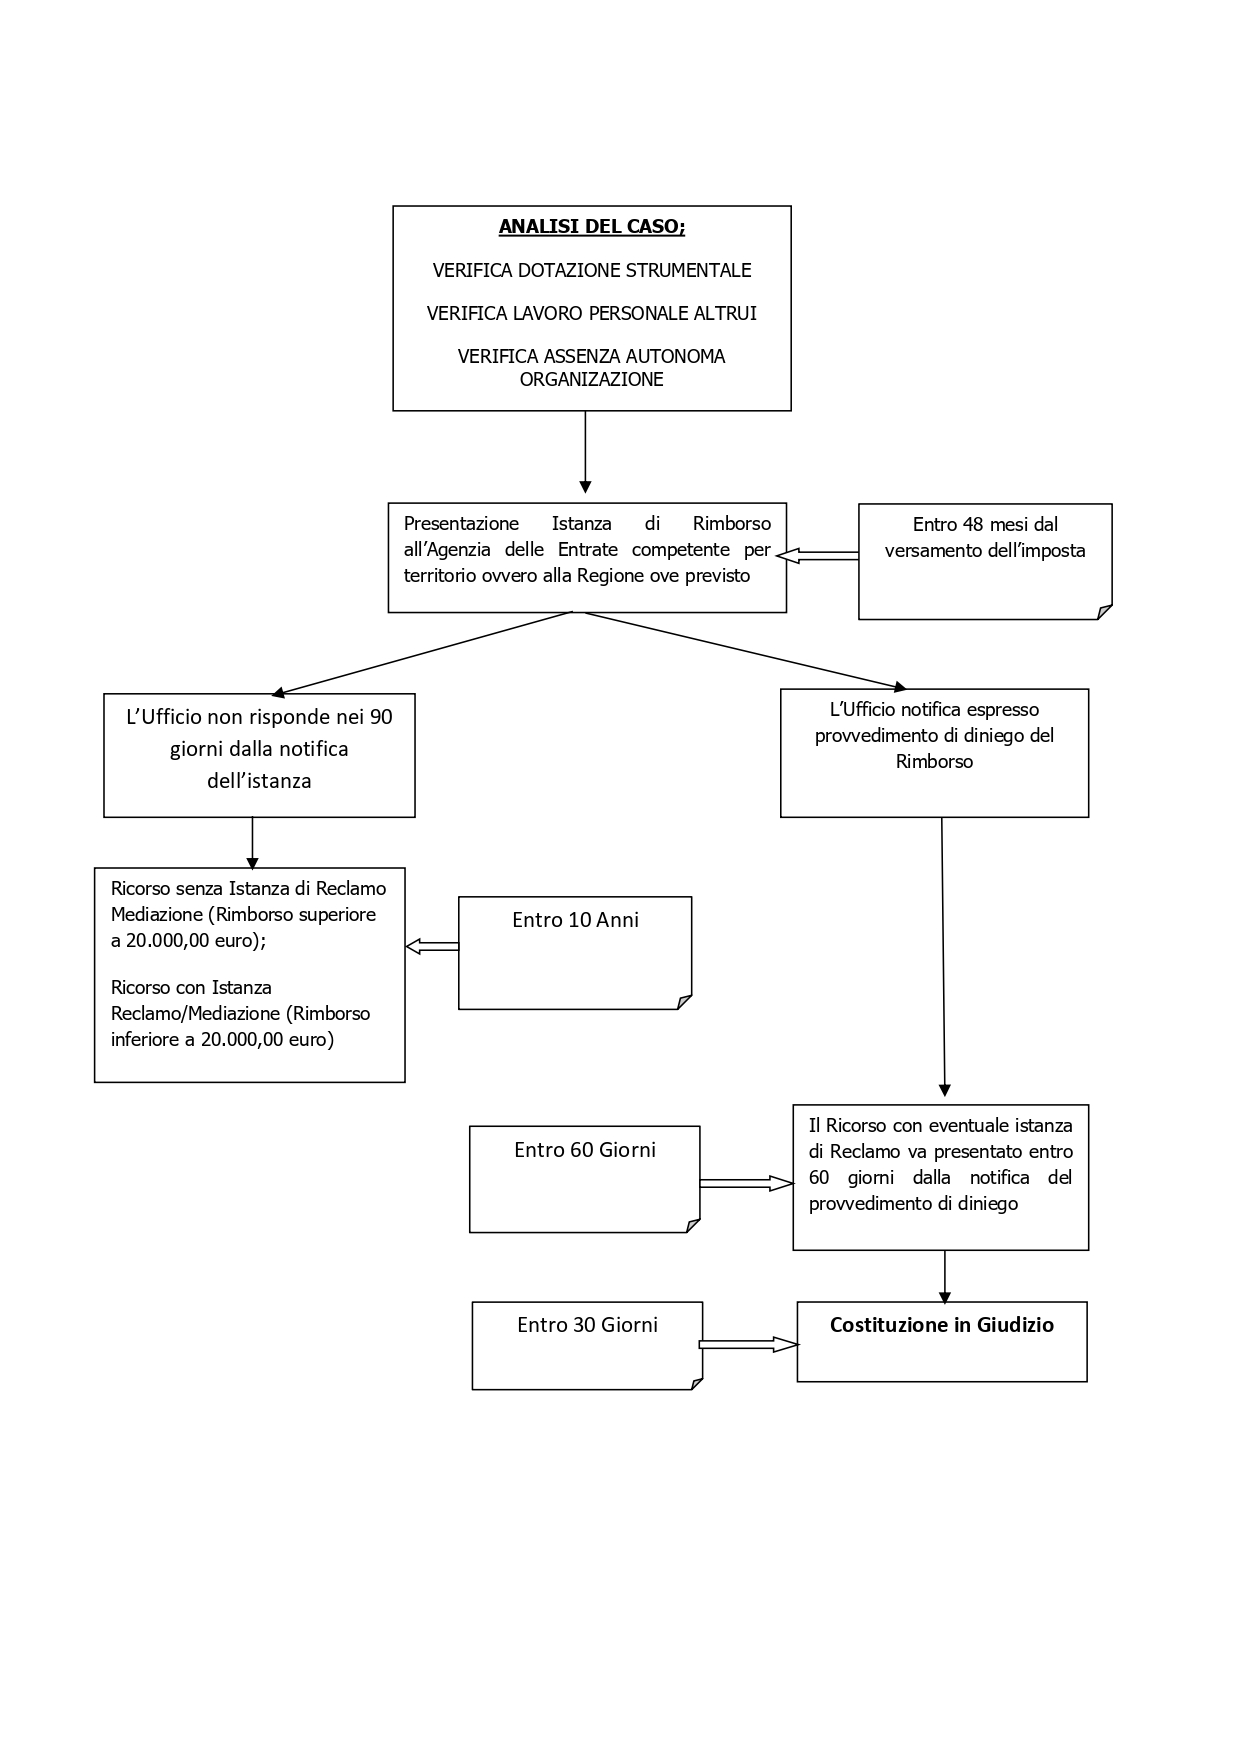 ANALISI DEL CASO;
VERIFICA DOTAZIONE STRUMENTALE
VERIFICA LAVORO PERSONALE ALTRUI
VERIFICA ASSENZA AUTONOMA
ORGANIZAZIONE
Presentazione Istanza di Rimborso
all’Agenzia delle Entrate competente per
territorio ovvero alla Regione ove previsto
Entro 48 mesi dal
versamento dell’imposta
L’Ufficio non risponde nei 90
giorni dalla notifica
dell’istanza
L’Ufficio notifica espresso
provvedimento di diniego del
Rimborso
Ricorso senza Istanza di Reclamo
Mediazione (Rimborso superiore
a 20.000,00 euro);
Ricorso con Istanza
Reclamo/Mediazione (Rimborso
inferiore a 20.000,00 euro)
Entro 10 Anni
Entro 60 Giorni
Il Ricorso con eventuale istanza
di Reclamo va presentato entro
60 giorni dalla notifica del
provvedimento di diniego
Entro 30 Giorni
Costituzione in Giudizio